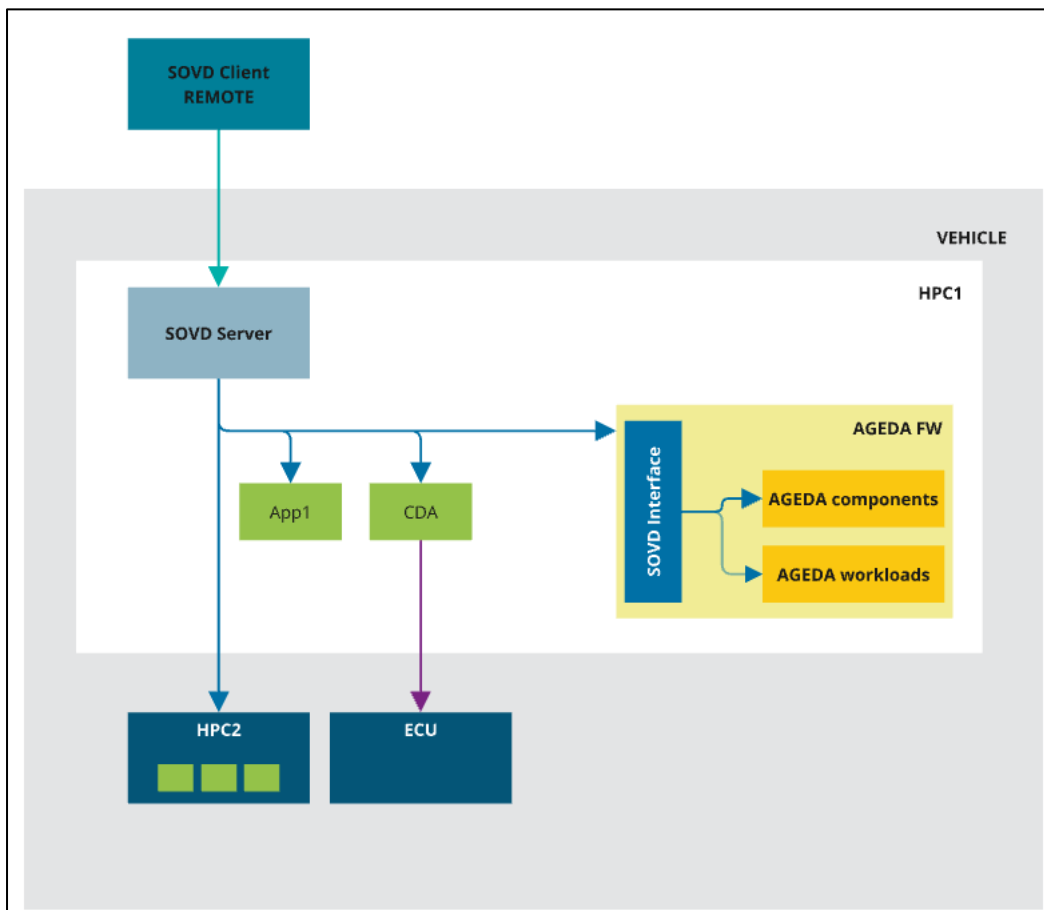 SOVD Client
REMOTE
VEHICLE
HPC1
SOVD Server
AGEDA FW
SOVD Interface
AGEDA components
App1
CDA
AGEDA workloads
HPC2
ECU